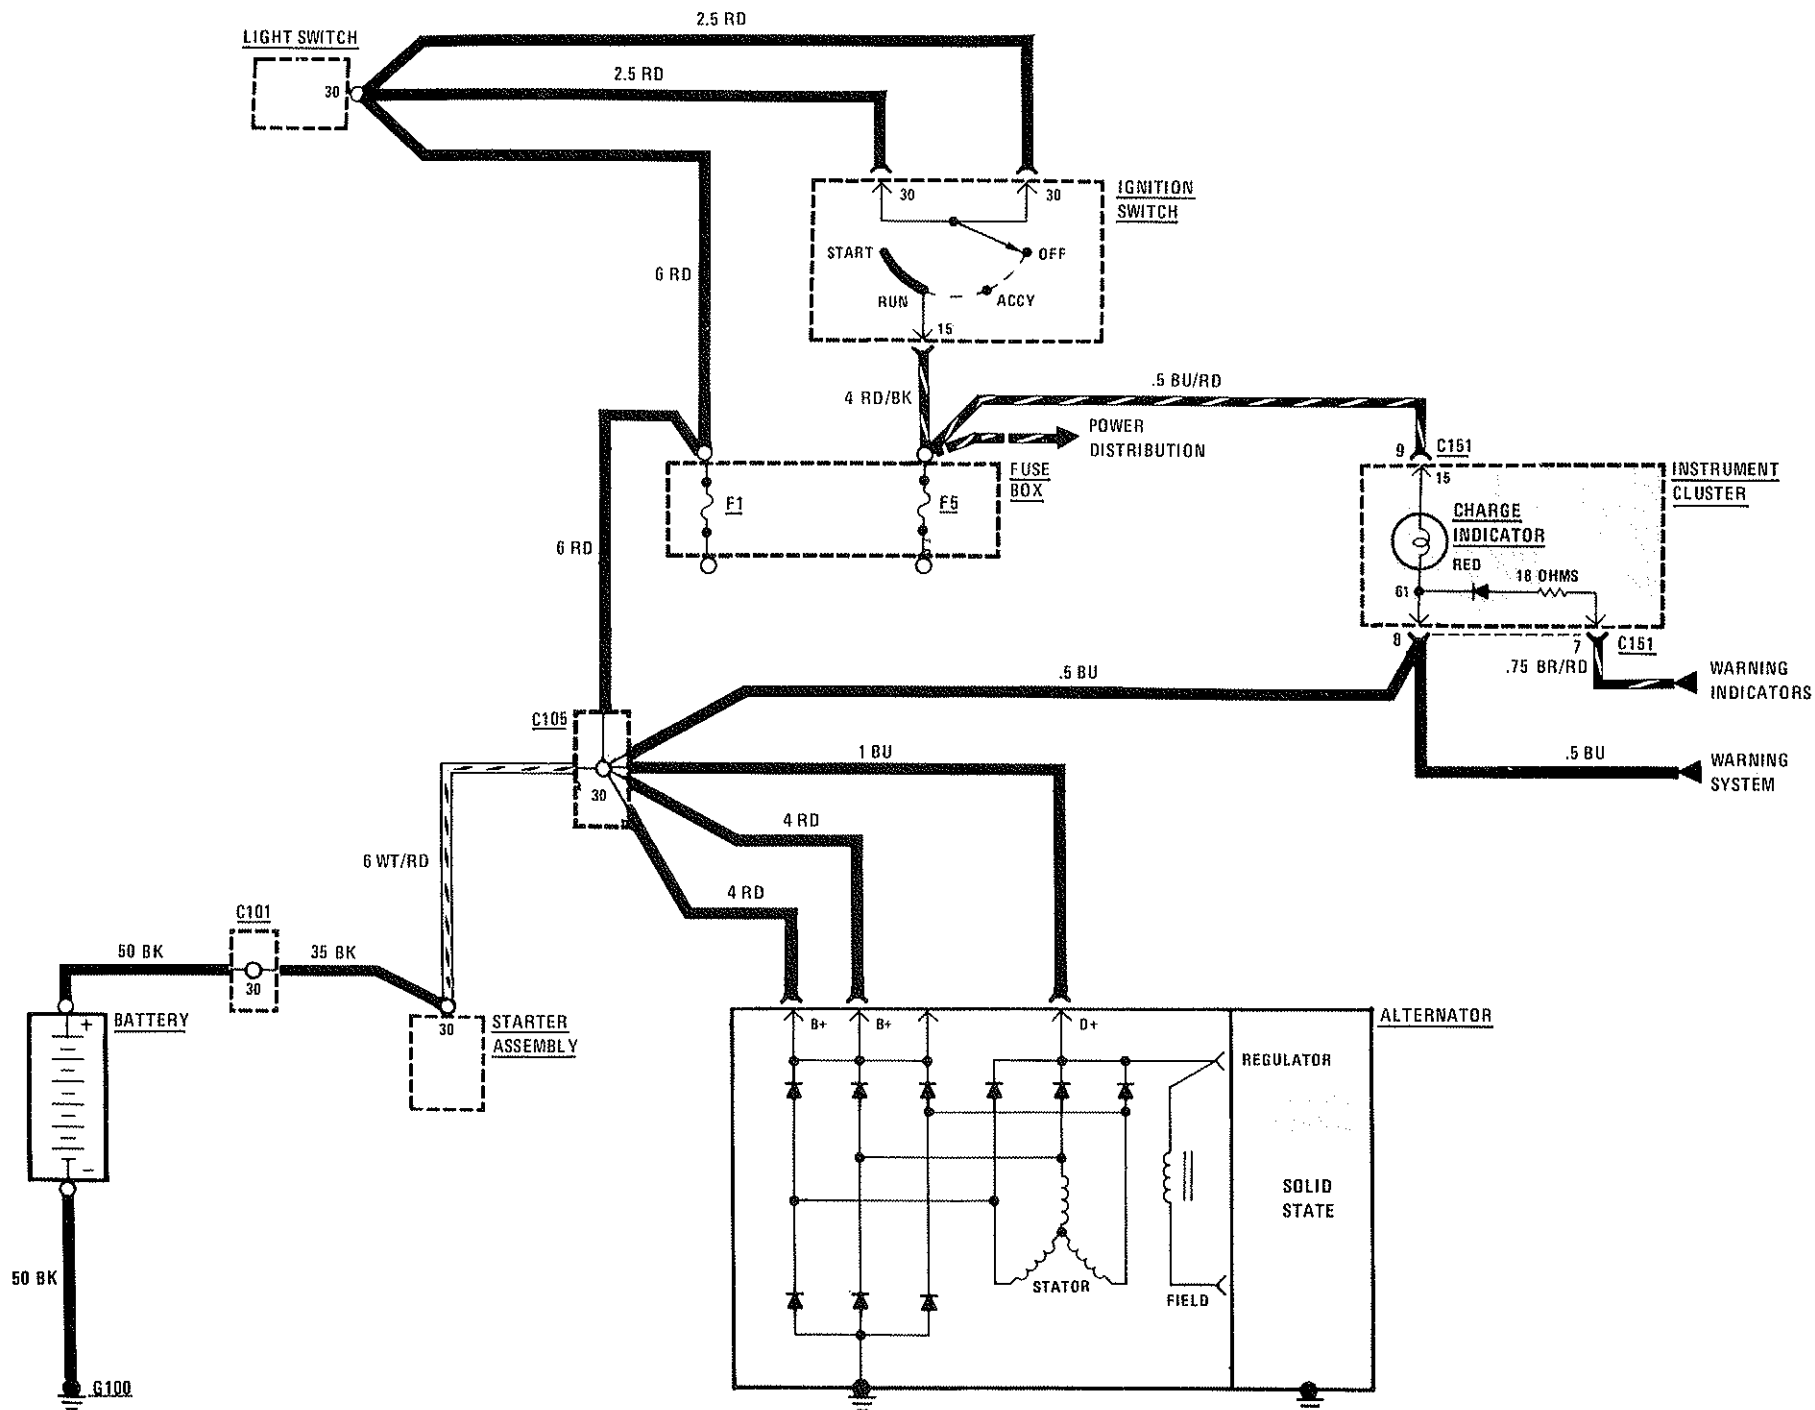 2.5 RD
LIGHT SWITCH
2.5 RD
30
IGNITION
SWITCH
30
30
START
OFF
6 RD
RUN
ACCY
15
4 RD/BK
.5 BU/RD
POWER
DISTRIBUTION
9
C151
FUSE
BOX
15
INSTRUMENT
CLUSTER
F1
F5
CHARGE
INDICATOR
RED
6 RD
18 OHMS
61
8
7
C151
.5 BU
.75 BR/RD
WARNING
INDICATORS
C105
1 BU
.5 BU
WARNING
SYSTEM
30
4 RD
6 WT/RD
4 RD
C101
50 BK
35 BK
30
BATTERY
+
30
STARTER
ASSEMBLY
B+
B+
D+
ALTERNATOR
REGULATOR
−
SOLID
STATE
50 BK
STATOR
FIELD
G100